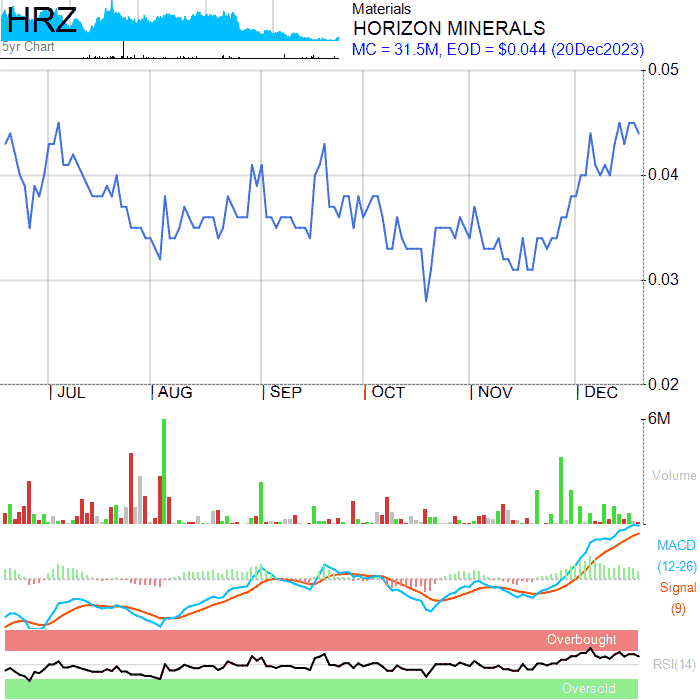 HRZ
5yr Chart
Materials
HORIZON MINERALS
MC = 31.5M, EOD = $0.044 (20Dec2023)
0.05
0.04
0.03
0.02
JUL AUG SEP OCT NOV DEC
6M
Volume
MACD
(12-26)
Signal
(9)
Overbought
RSI(14)
Oversold